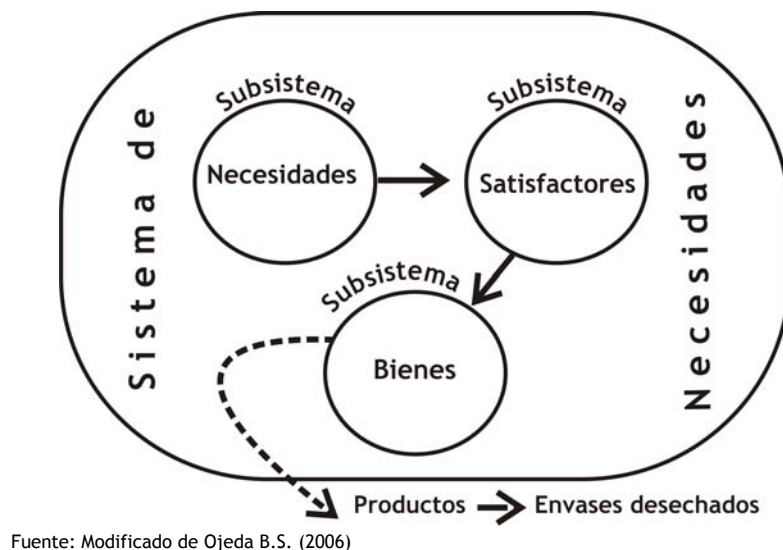 Sistema de
Necesidades
Subsistema
Necesidades
Subsistema
Satisfactores
Subsistema
Bienes
Productos
Envases desechados
Fuente: Modificado de Ojeda B.S. (2006)